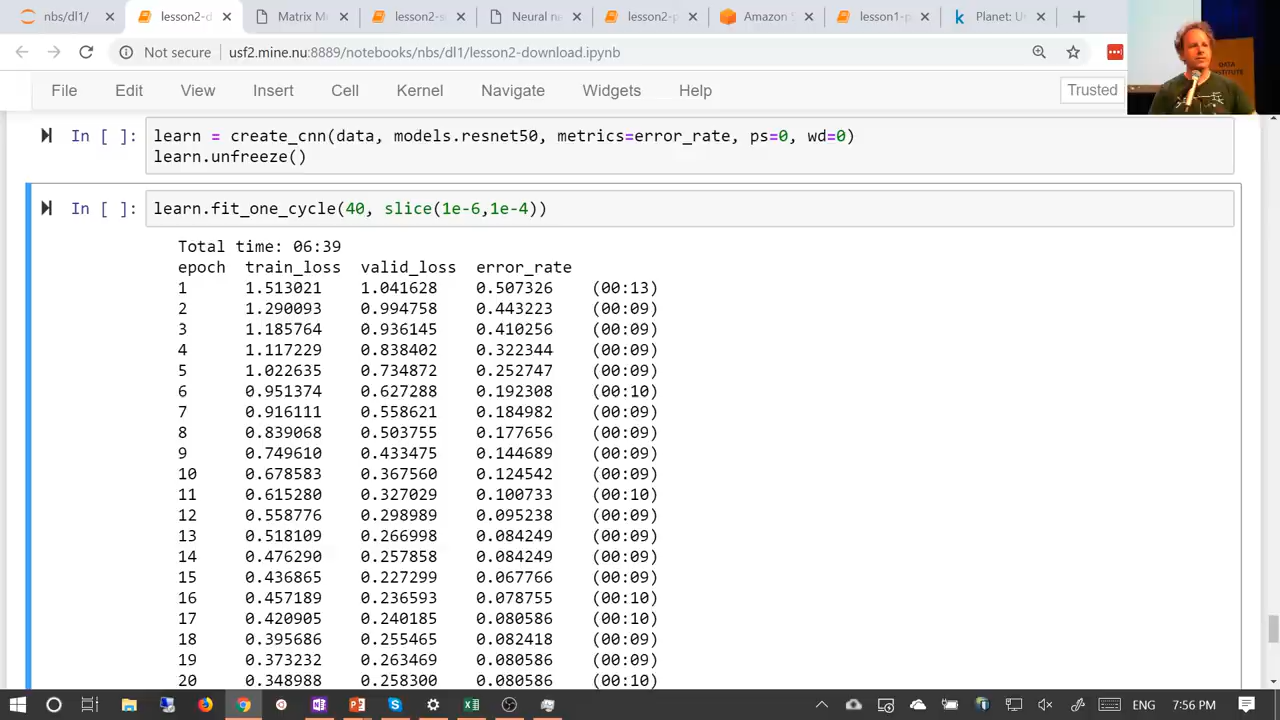 nbs/dl1/
lesson2-d
Matrix M
lesson2-s
Neural ne
lesson2-p
Amazon S
lesson1-p
Planet: U
Not secure
usf2.mine.nu:8889/notebooks/nbs/dl1/lesson2-download.ipynb
File Edit View Insert Cell Kernel Navigate Widgets Help
Trusted
DATA
INSTITUTE
In [ ]: learn = create_cnn(data, models.resnet50, metrics=error_rate, ps=0, wd=0)
learn.unfreeze()
In [ ]: learn.fit_one_cycle(40, slice(1e-6,1e-4))
Total time: 06:39
epoch train_loss valid_loss error_rate
1 1.513021 1.041628 0.507326 (00:13)
2 1.290093 0.994758 0.443223 (00:09)
3 1.185764 0.936145 0.410256 (00:09)
4 1.117229 0.838402 0.322344 (00:09)
5 1.022635 0.734872 0.252747 (00:09)
6 0.951374 0.627288 0.192308 (00:10)
7 0.916111 0.558621 0.184982 (00:09)
8 0.839068 0.503755 0.177656 (00:09)
9 0.749610 0.433475 0.144689 (00:09)
10 0.678583 0.367560 0.124542 (00:09)
11 0.615280 0.327029 0.100733 (00:10)
12 0.558776 0.298989 0.095238 (00:09)
13 0.518109 0.266998 0.084249 (00:09)
14 0.476290 0.257858 0.084249 (00:09)
15 0.436865 0.227299 0.067766 (00:09)
16 0.457189 0.236593 0.078755 (00:10)
17 0.420905 0.240185 0.080586 (00:10)
18 0.395686 0.255465 0.082418 (00:09)
19 0.373232 0.263469 0.080586 (00:09)
20 0.348988 0.258300 0.080586 (00:10)
ENG 7:56 PM